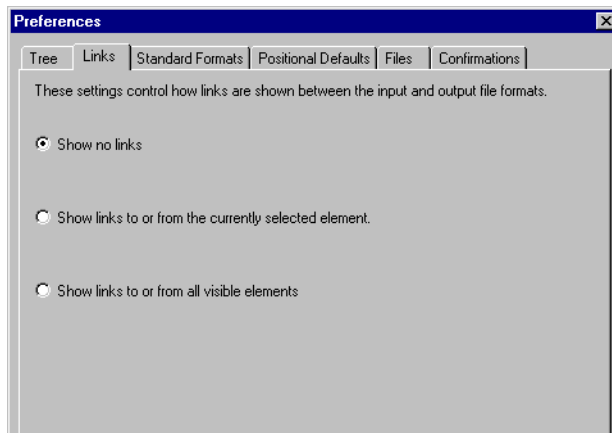 Preferences
Tree Links Standard Formats Positional Defaults Files Confirmations
These settings control how links are shown between the input and output file formats.
Show no links
Show links to or from the currently selected element.
Show links to or from all visible elements